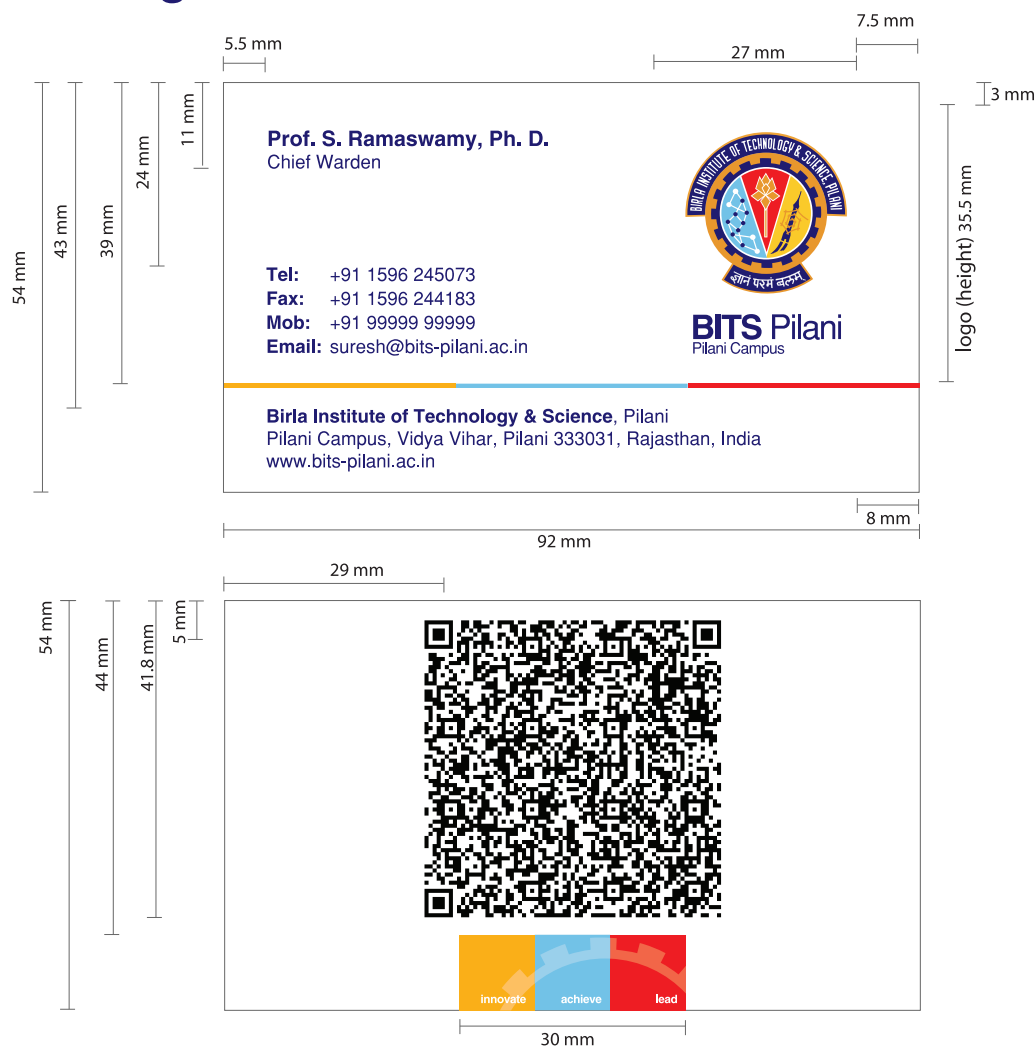 7.5 mm
5.5 mm
27 mm
3 mm
11 mm
24 mm
39 mm
43 mm
54 mm
Prof. S. Ramaswamy, Ph. D.
Chief Warden
BIRLA INSTITUTE OF TECHNOLOGY & SCIENCE, PILANI
ज्ञानं परमं बलम्
Tel: +91 1596 245073
Fax: +91 1596 244183
Mob: +91 99999 99999
Email: suresh@bits-pilani.ac.in
BITS Pilani
Pilani Campus
logo (height) 35.5 mm
Birla Institute of Technology & Science, Pilani
Pilani Campus, Vidya Vihar, Pilani 333031, Rajasthan, India
www.bits-pilani.ac.in
8 mm
92 mm
29 mm
5 mm
41.8 mm
44 mm
54 mm
innovate achieve lead
30 mm